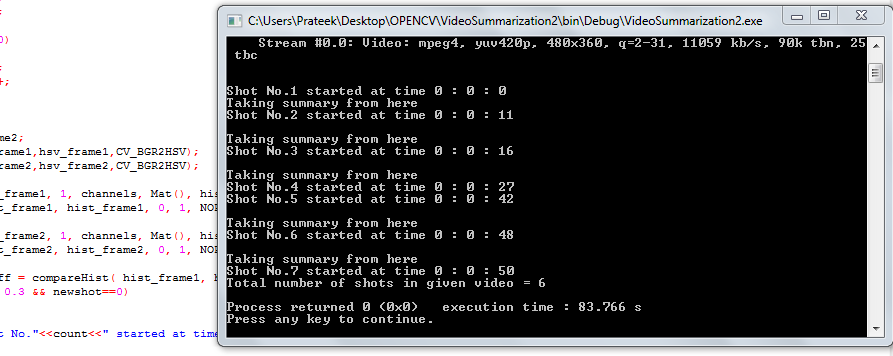 ;
0)
;
+;
me2;
rame1,hsv_frame1,CV_BGR2HSV);
rame2,hsv_frame2,CV_BGR2HSV);
_frame1, 1, channels, Mat(), his
t_frame1, hist_frame1, 0, 1, NOR
_frame2, 1, channels, Mat(), his
t_frame2, hist_frame2, 0, 1, NOR
ff = compareHist( hist_frame1, h
0.3 && newshot==0)
t No."<<count<<" started at time
C:\Users\Prateek\Desktop\OPENCV\VideoSummarization2\bin\Debug\VideoSummarization2.exe
Stream #0.0: Video: mpeg4, yuv420p, 480x360, q=2-31, 11059 kb/s, 90k tbn, 25
tbc
Shot No.1 started at time 0 : 0 : 0
Taking summary from here
Shot No.2 started at time 0 : 0 : 11
Taking summary from here
Shot No.3 started at time 0 : 0 : 16
Taking summary from here
Shot No.4 started at time 0 : 0 : 27
Shot No.5 started at time 0 : 0 : 42
Taking summary from here
Shot No.6 started at time 0 : 0 : 48
Taking summary from here
Shot No.7 started at time 0 : 0 : 50
Total number of shots in given video = 6
Process returned 0 (0x0)   execution time : 83.766 s
Press any key to continue.